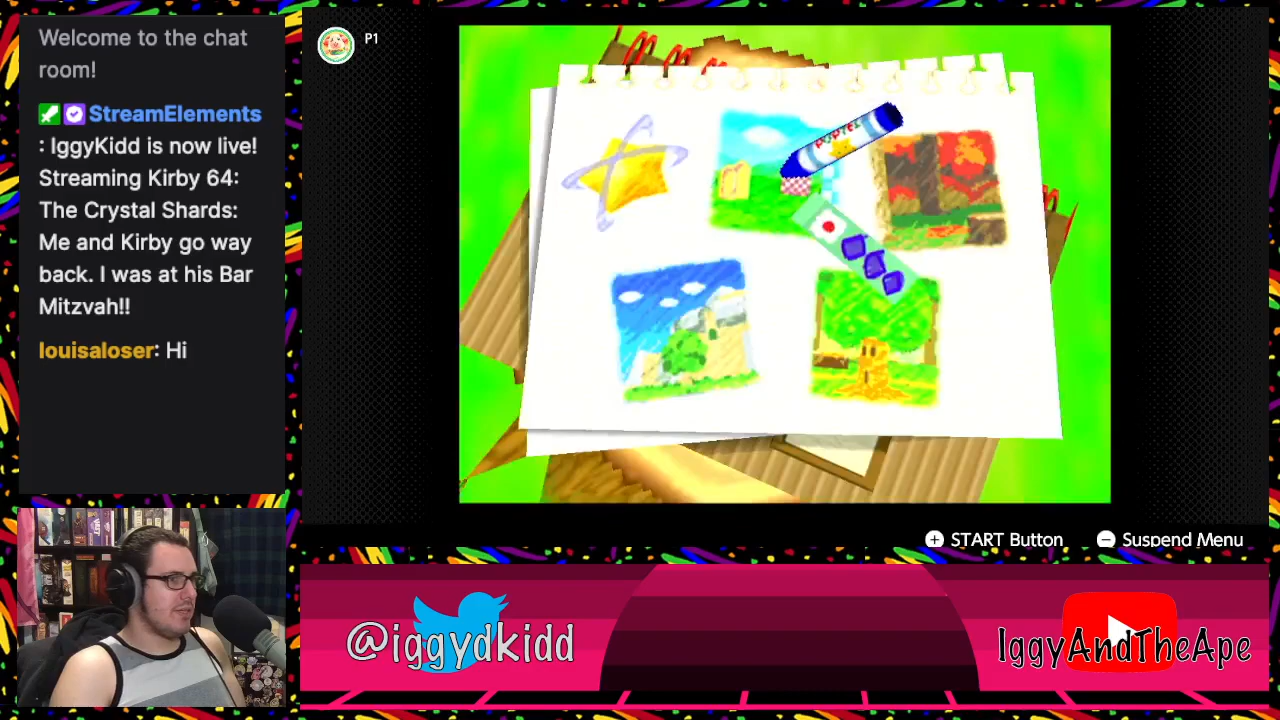 Welcome to the chat
room!
StreamElements
: IggyKidd is now live!
Streaming Kirby 64:
The Crystal Shards:
Me and Kirby go way
back. I was at his Bar
Mitzvah!!
louisaloser: Hi
P1
START Button
Suspend Menu
@iggydkidd
IggyAndTheApe